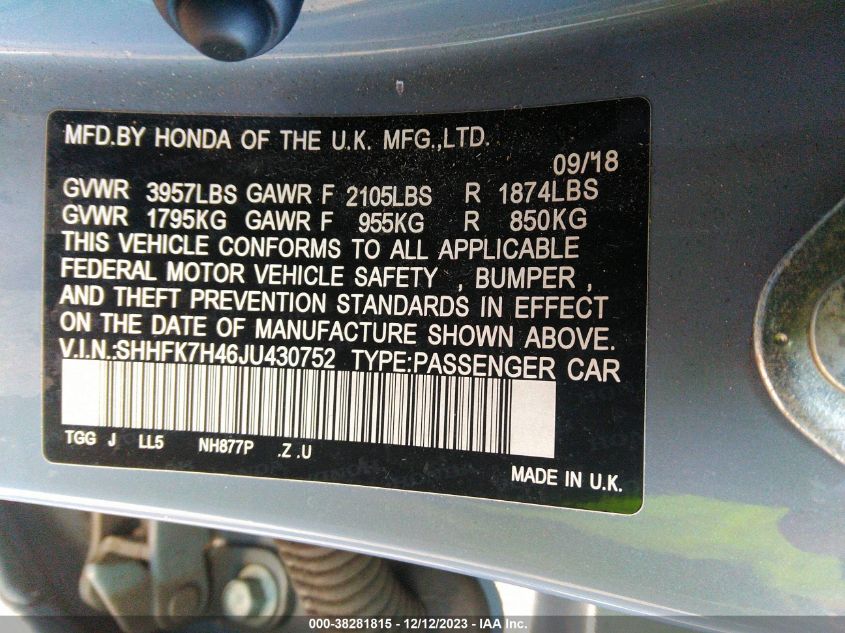 MFD.BY HONDA OF THE U.K. MFG.,LTD.
09/18
GVWR 3957LBS GAWR F 2105LBS R 1874LBS
GVWR 1795KG GAWR F 955KG R 850KG
THIS VEHICLE CONFORMS TO ALL APPLICABLE
FEDERAL MOTOR VEHICLE SAFETY , BUMPER ,
AND THEFT PREVENTION STANDARDS IN EFFECT
ON THE DATE OF MANUFACTURE SHOWN ABOVE.
V.I.N.:SHHFK7H46JU430752 TYPE:PASSENGER CAR
TGG J LL5 NH877P .Z .U
MADE IN U.K.
000-38281815 - 12/12/2023 - IAA Inc.